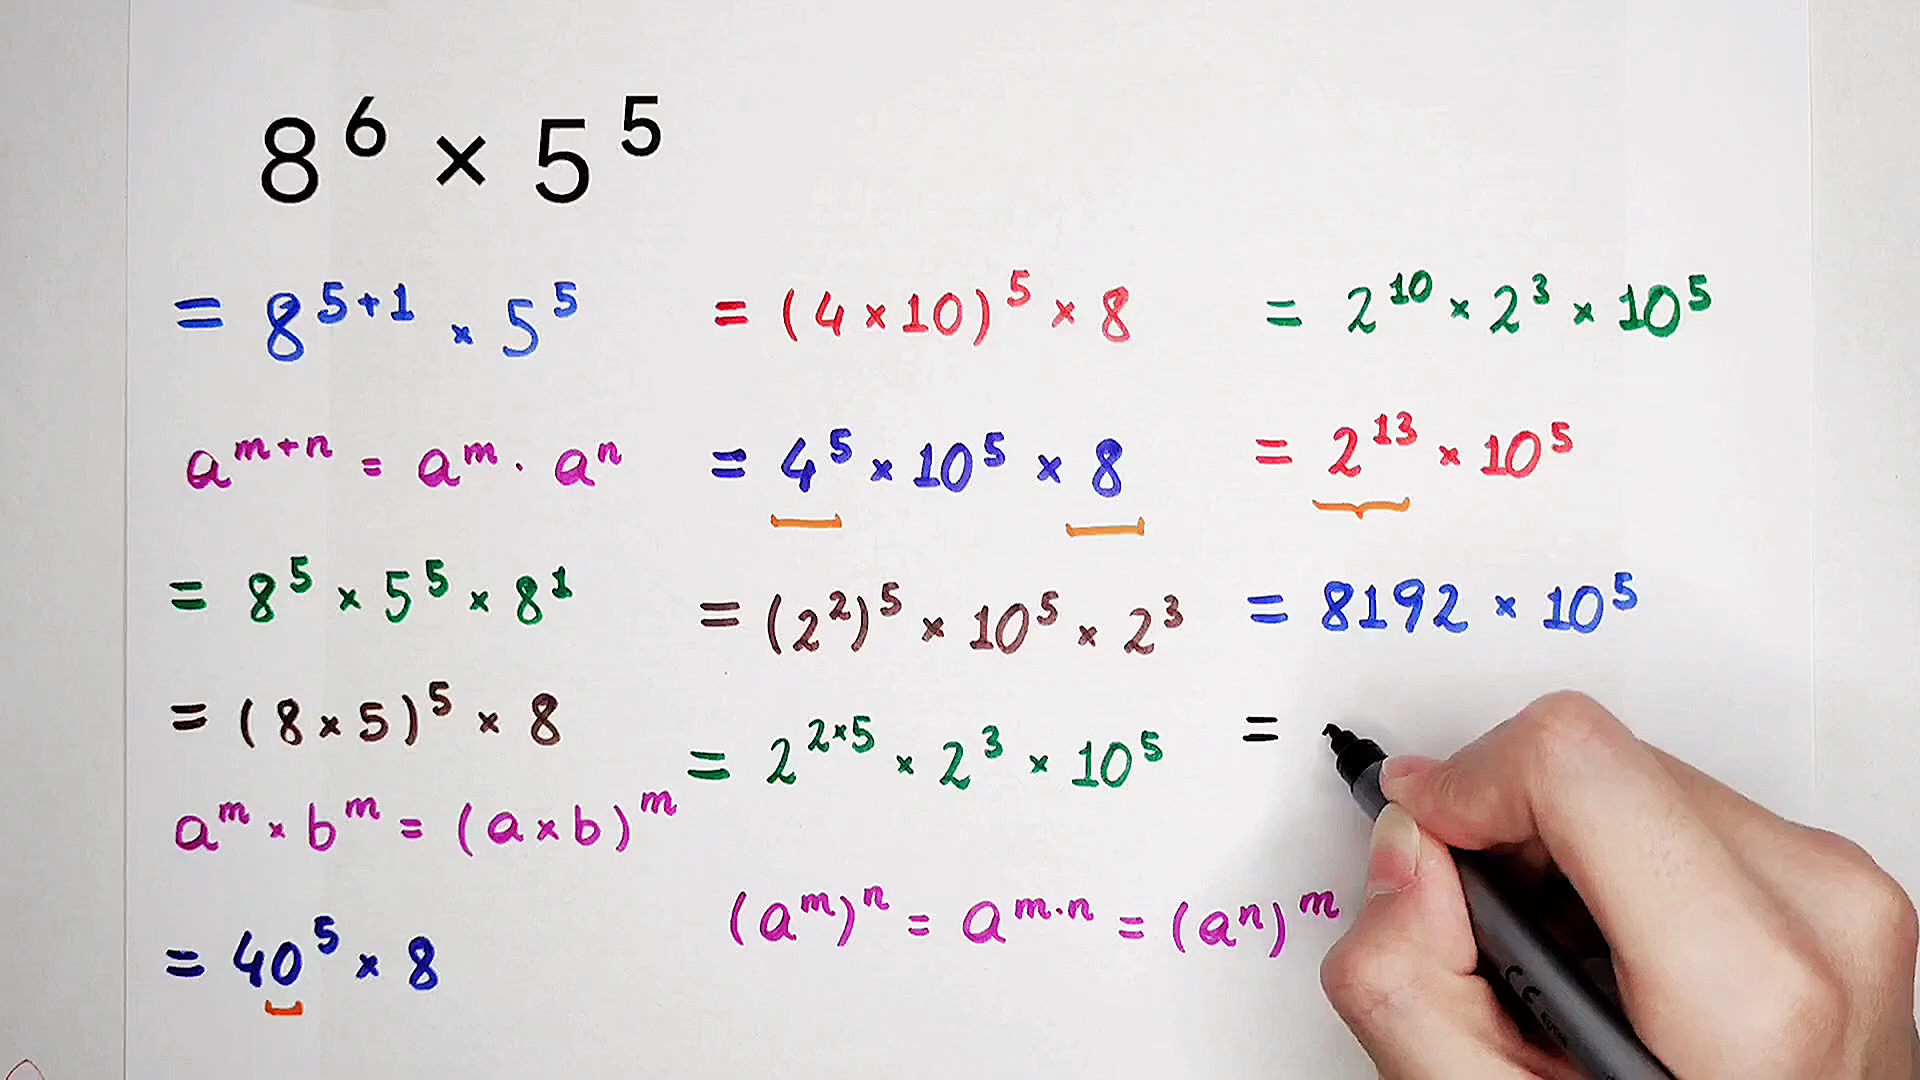 8⁶ × 5⁵
= 8⁵⁺¹ × 5⁵
aᵐ⁺ⁿ = aᵐ · aⁿ
= 8⁵ × 5⁵ × 8¹
= (8 × 5)⁵ × 8
aᵐ × bᵐ = (a × b)ᵐ
= 40⁵ × 8
= (4 × 10)⁵ × 8
= 4⁵ × 10⁵ × 8
= (2²)⁵ × 10⁵ × 2³
= 2²ˣ⁵ × 2³ × 10⁵
(aᵐ)ⁿ = aᵐ·ⁿ = (aⁿ)ᵐ
= 2¹⁰ × 2³ × 10⁵
= 2¹³ × 10⁵
= 8192 × 10⁵
=
CE